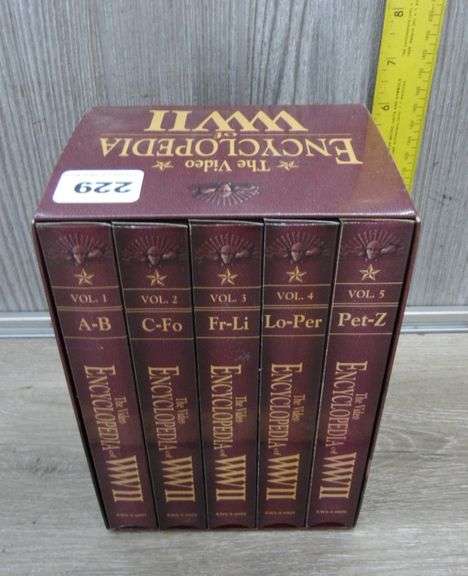 The Video
ENCYCLOPEDIA
OF
WWII
229
VOL. 1
A-B
The Video
ENCYCLOPEDIA of
WWII
VOL. 2
C-Fo
The Video
ENCYCLOPEDIA of
WWII
VOL. 3
Fr-Li
The Video
ENCYCLOPEDIA of
WWII
VOL. 4
Lo-Per
The Video
ENCYCLOPEDIA of
WWII
VOL. 5
Pet-Z
The Video
ENCYCLOPEDIA of
WWII
8
7
6
5